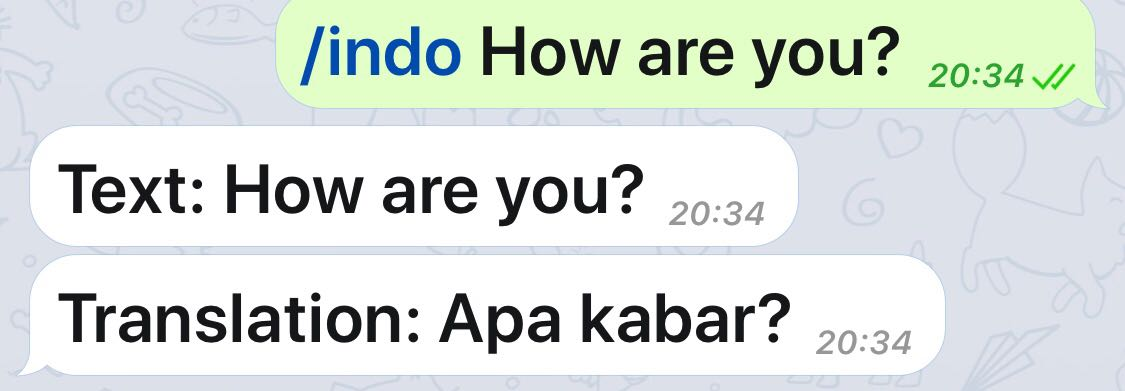 /indo How are you? 20:34
Text: How are you? 20:34
Translation: Apa kabar? 20:34